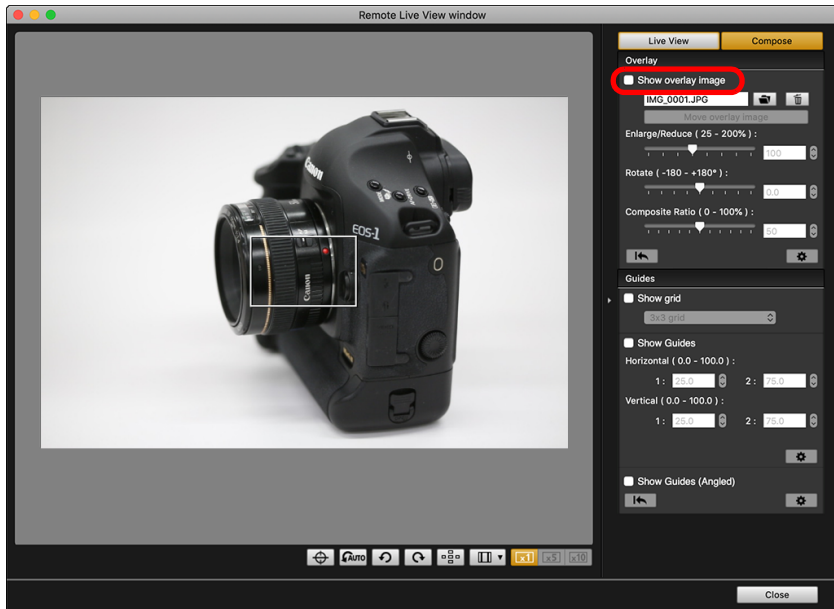 Remote Live View window
Live View Compose
Overlay
Show overlay image
IMG_0001.JPG
Move overlay image
Enlarge/Reduce ( 25 - 200% ) :
100
Rotate ( -180 - +180° ) :
0.0
Composite Ratio ( 0 - 100% ) :
50
Guides
Show grid
3x3 grid
Show Guides
Horizontal ( 0.0 - 100.0 ) :
1 : 25.0 2 : 75.0
Vertical ( 0.0 - 100.0 ) :
1 : 25.0 2 : 75.0
Show Guides (Angled)
Canon
EOS-1
Canon
AUTO x1 x5 x10
Close